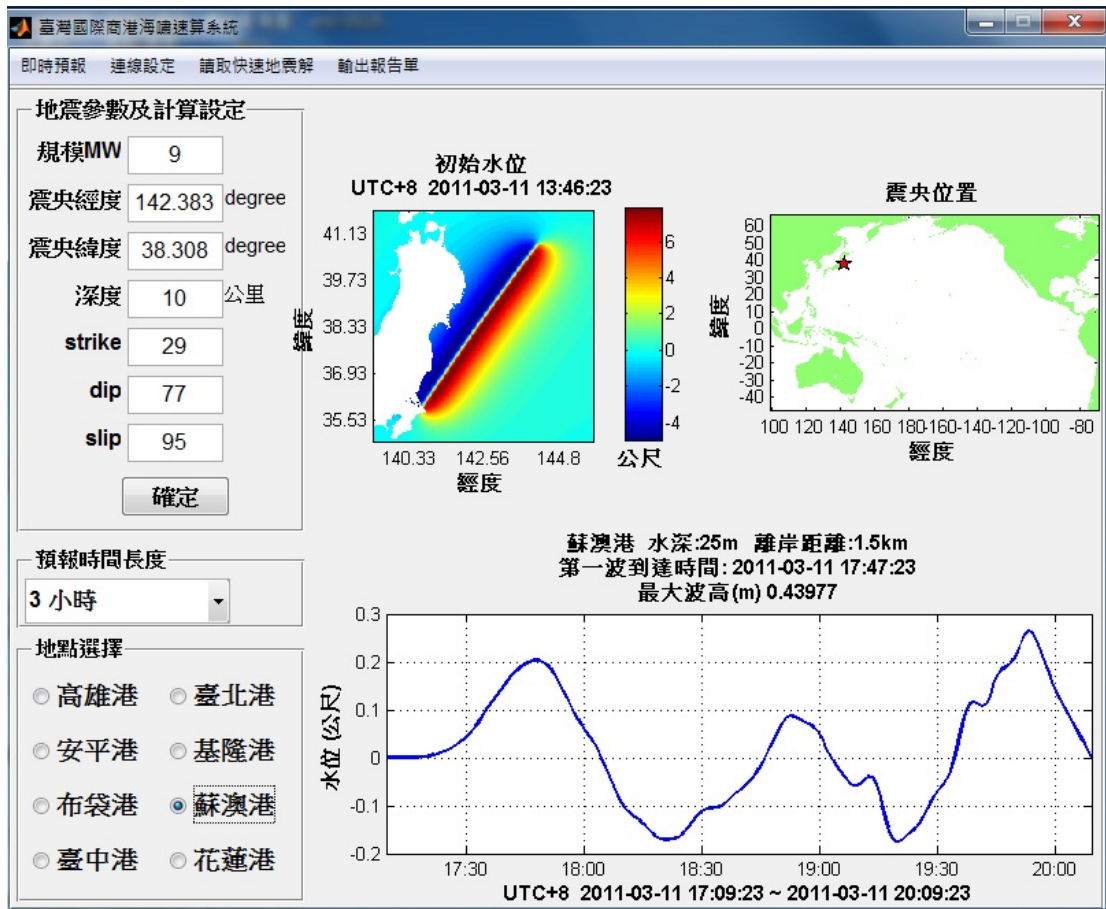 臺灣國際商港海嘯速算系統
即時預報 連線設定 讀取快速地震解 輸出報告單
地震參數及計算設定
規模MW 9
震央經度 142.383 degree
震央緯度 38.308 degree
深度 10 公里
strike 29
dip 77
slip 95
確定
預報時間長度
3 小時
地點選擇
高雄港 臺北港
安平港 基隆港
布袋港 蘇澳港
臺中港 花蓮港
初始水位
UTC+8 2011-03-11 13:46:23
41.13
39.73
38.33
36.93
35.53
緯度
140.33 142.56 144.8
經度
6
4
2
0
-2
-4
公尺
震央位置
60
50
40
30
20
10
0
-10
-20
-30
-40
緯度
100 120 140 160 180 -160 -140 -120 -100 -80
經度
蘇澳港 水深:25m 離岸距離:1.5km
第一波到達時間: 2011-03-11 17:47:23
最大波高(m) 0.43977
0.3
0.2
0.1
0
-0.1
-0.2
水位 (公尺)
17:30 18:00 18:30 19:00 19:30 20:00
UTC+8 2011-03-11 17:09:23 ~ 2011-03-11 20:09:23